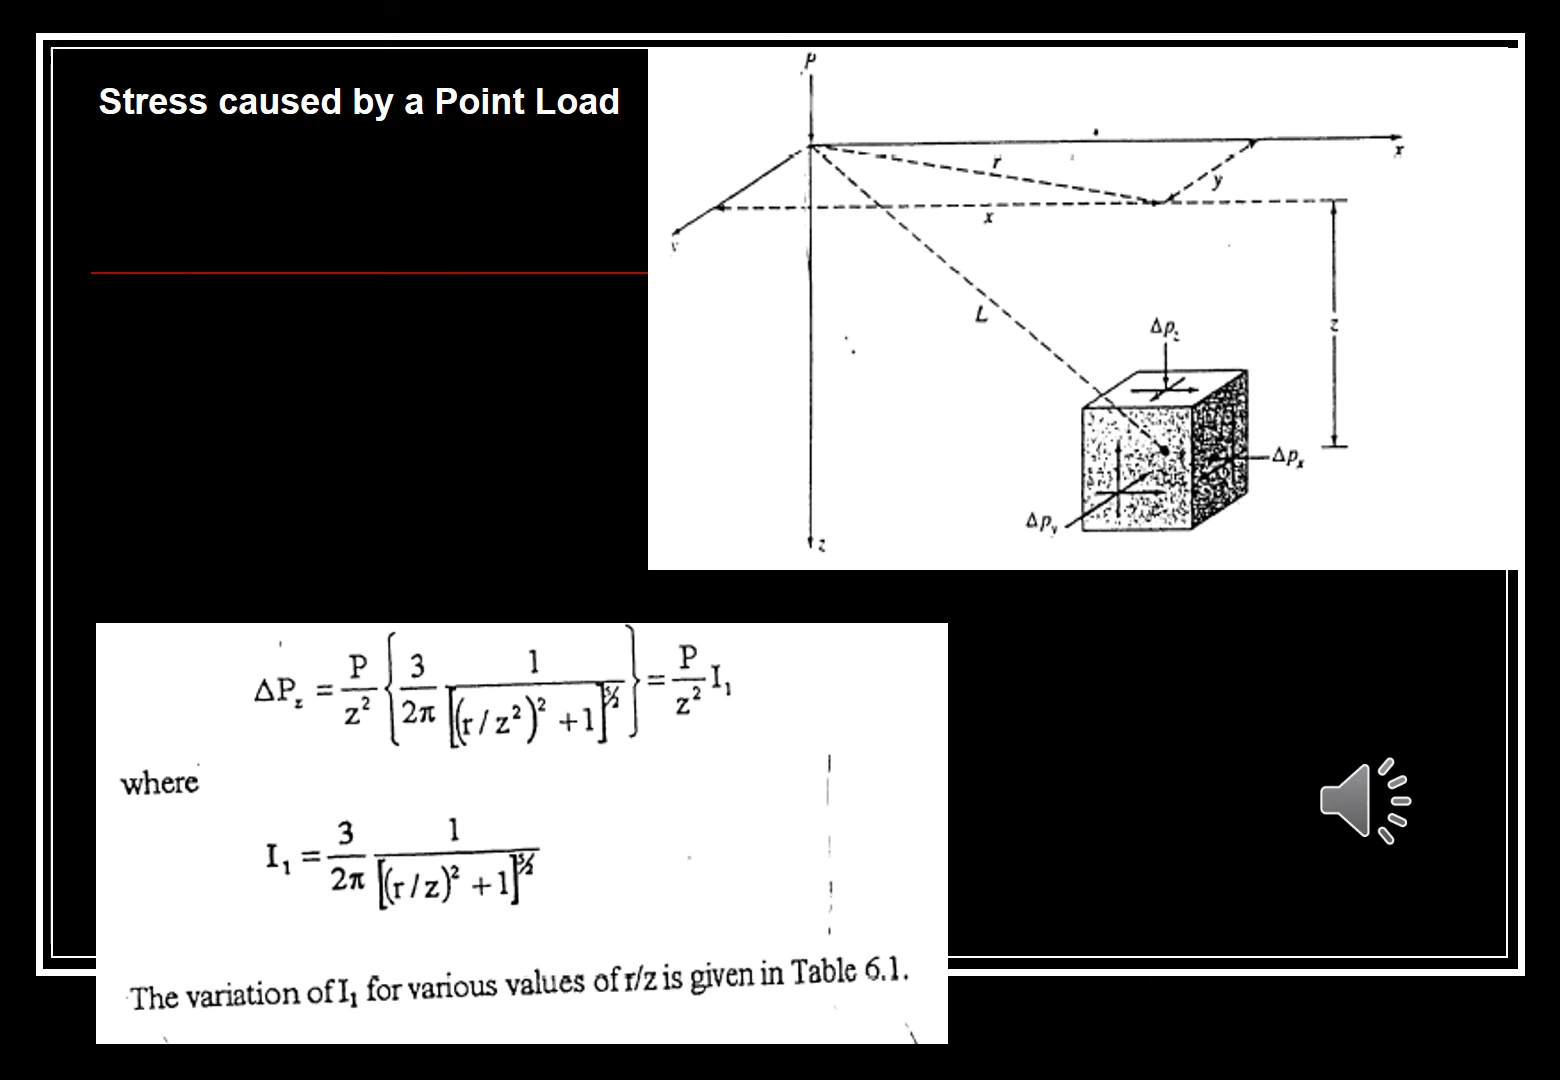 Stress caused by a Point Load
P
x
r
y
x
y
L
z
Δp_z
Δp_x
Δp_y
z
ΔP_z = P/z² {3/2π 1/[(r/z²)² +1]^5/2} = P/z² I₁
where
I₁ = 3/2π 1/[(r/z)² +1]^5/2
The variation of I₁ for various values of r/z is given in Table 6.1.